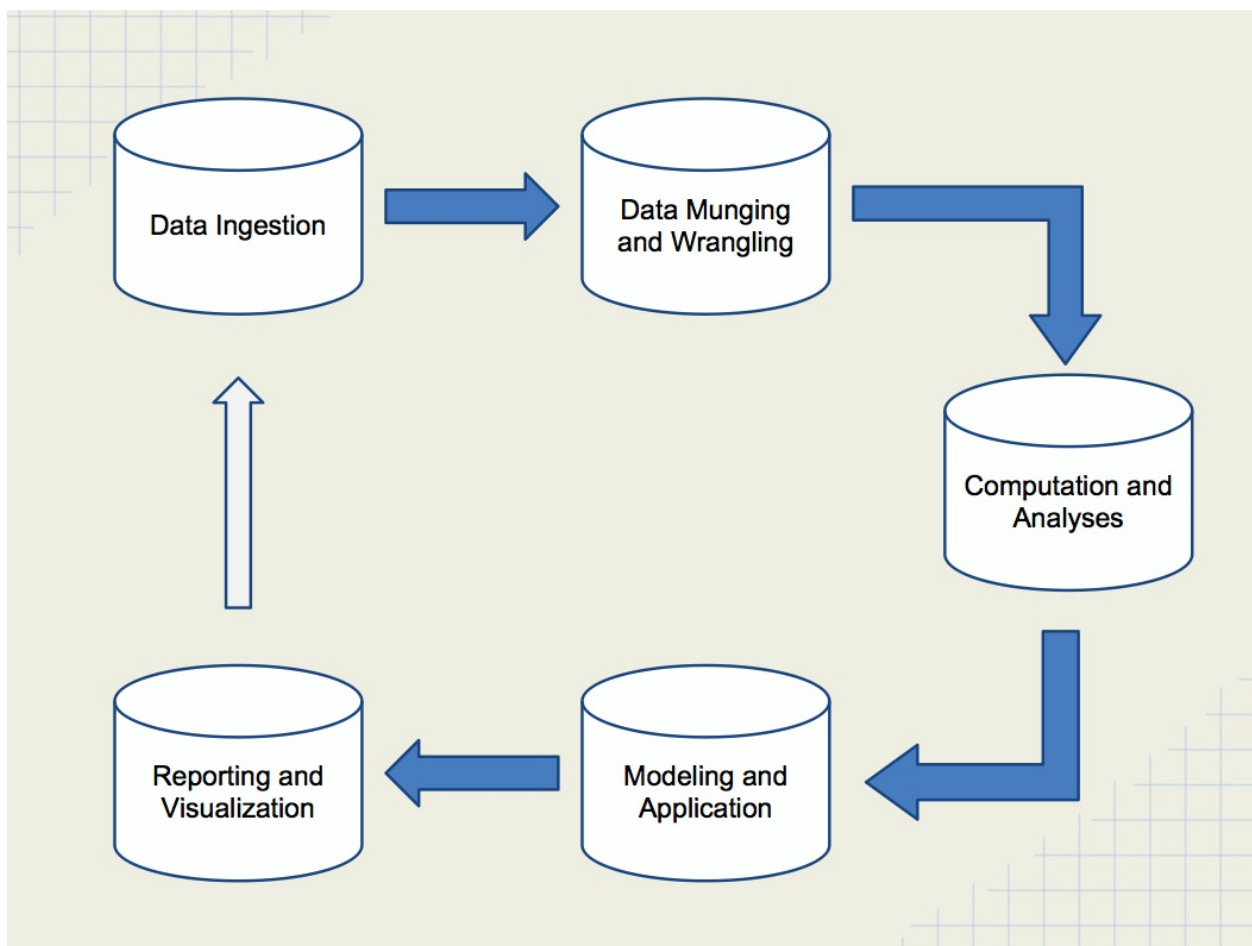 Data Ingestion
Data Munging
and Wrangling
Computation and
Analyses
Modeling and
Application
Reporting and
Visualization